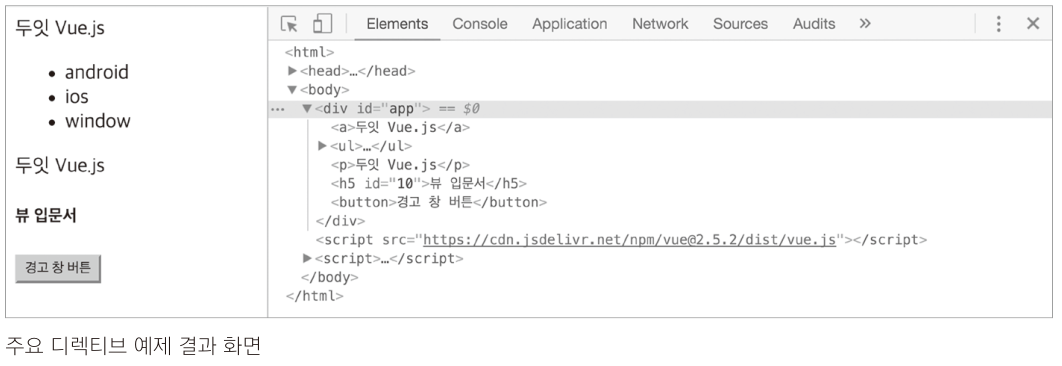 두잇 Vue.js
• android
• ios
• window
두잇 Vue.js
뷰 입문서
경고 창 버튼
Elements Console Application Network Sources Audits »
<html>
▶<head>…</head>
▼<body>
… ▼<div id="app"> == $0
<a>두잇 Vue.js</a>
▶<ul>…</ul>
<p>두잇 Vue.js</p>
<h5 id="10">뷰 입문서</h5>
<button>경고 창 버튼</button>
</div>
<script src="https://cdn.jsdelivr.net/npm/vue@2.5.2/dist/vue.js"></script>
▶<script>…</script>
</body>
</html>
주요 디렉티브 예제 결과 화면